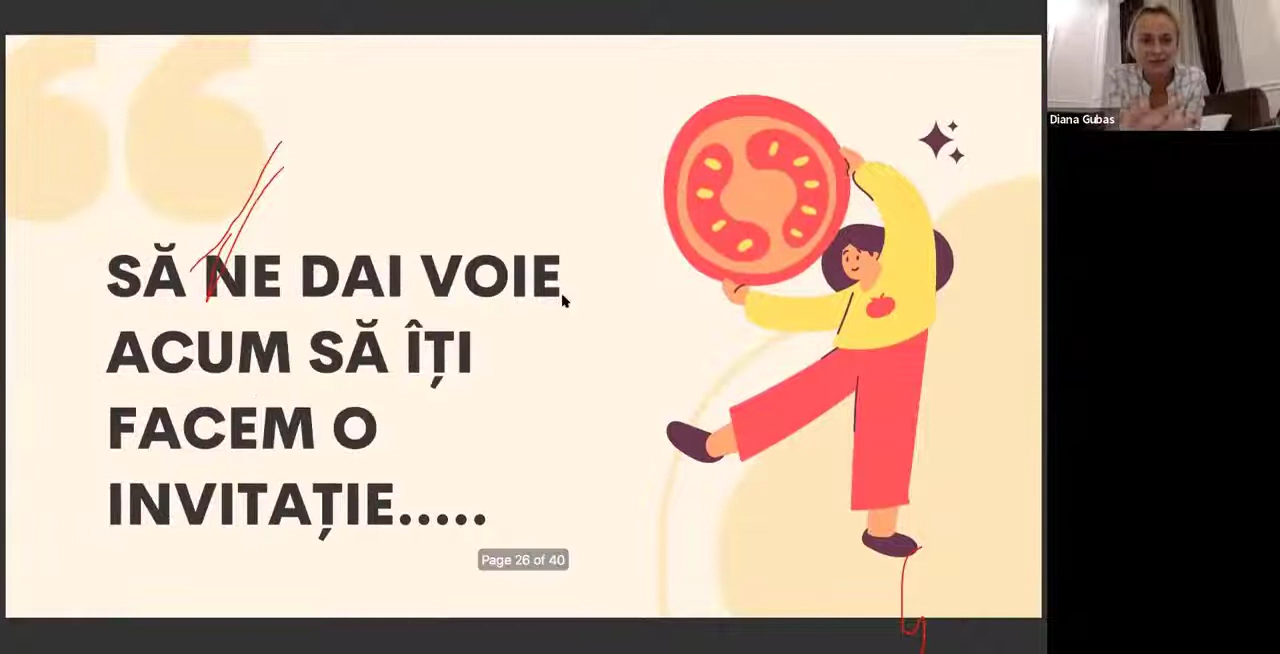 SĂ NE DAI VOIE
ACUM SĂ ÎȚI
FACEM O
INVITAȚIE.....
Page 26 of 40
Diana Gubas